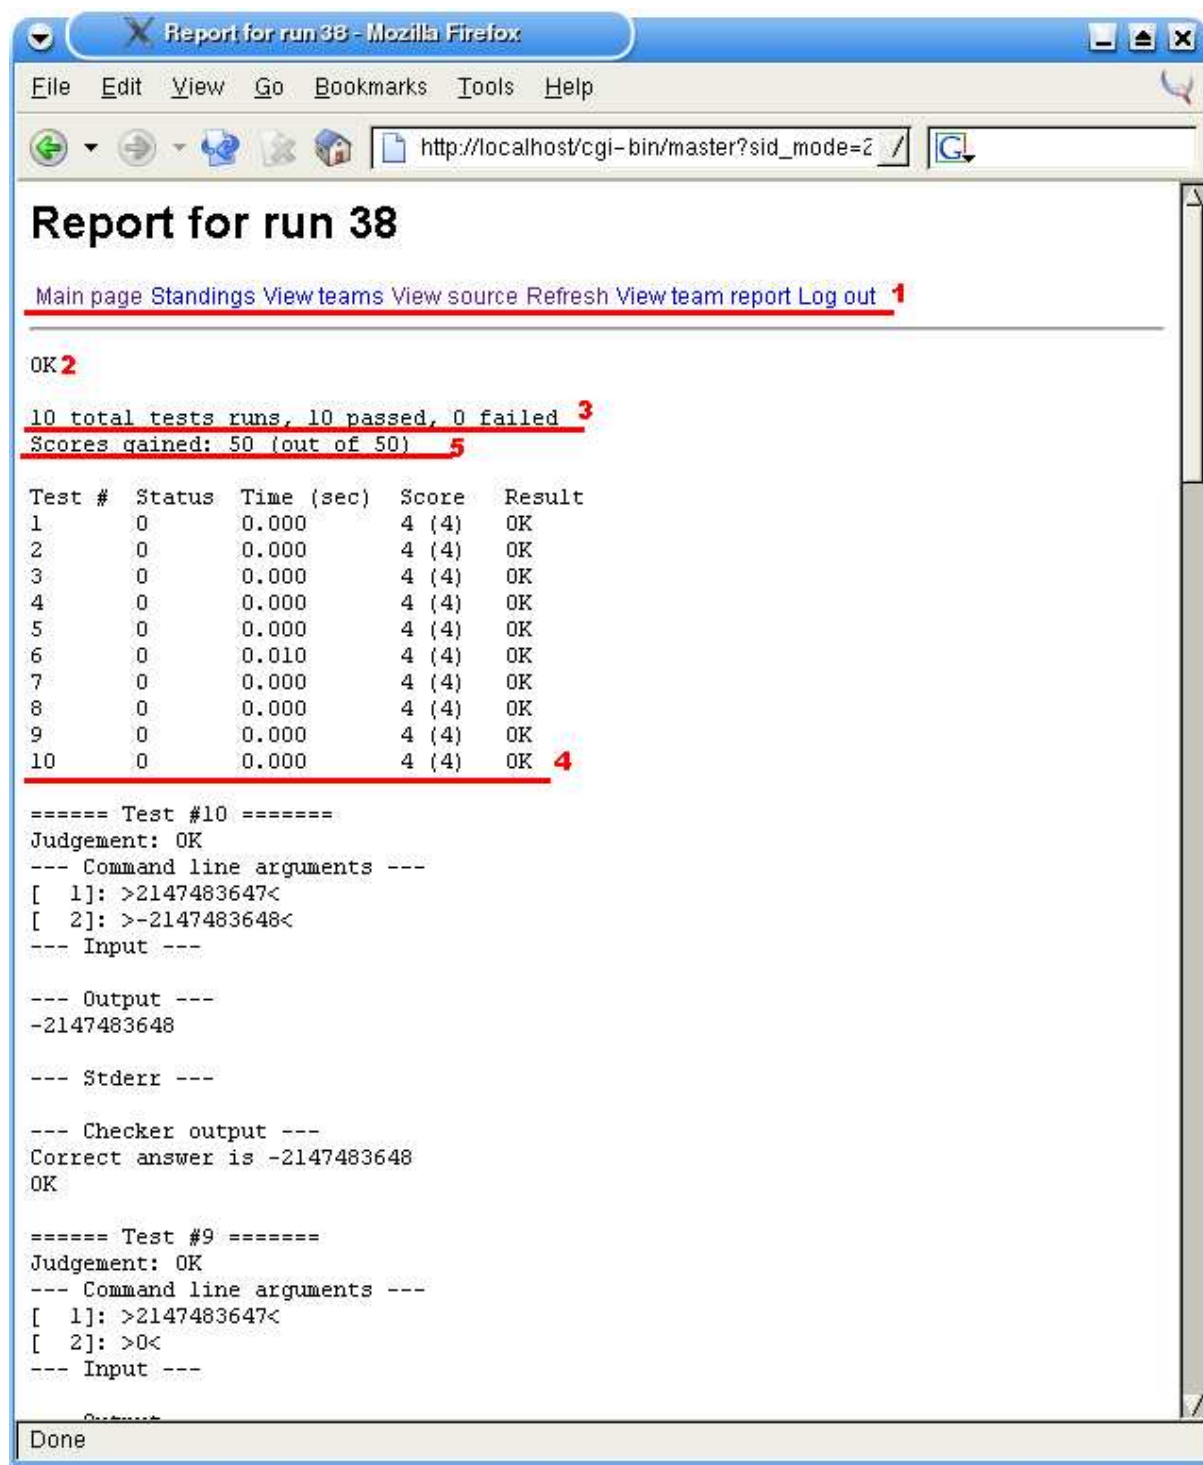 Report for run 38 - Mozilla Firefox
File Edit View Go Bookmarks Tools Help
http://localhost/cgi-bin/master?sid_mode=2
G
Report for run 38
Main page Standings View teams View source Refresh View team report Log out 1
OK 2
10 total tests runs, 10 passed, 0 failed 3
Scores gained: 50 (out of 50) 5
Test # Status Time (sec) Score Result
1 0 0.000 4 (4) OK
2 0 0.000 4 (4) OK
3 0 0.000 4 (4) OK
4 0 0.000 4 (4) OK
5 0 0.000 4 (4) OK
6 0 0.010 4 (4) OK
7 0 0.000 4 (4) OK
8 0 0.000 4 (4) OK
9 0 0.000 4 (4) OK
10 0 0.000 4 (4) OK 4
====== Test #10 =======
Judgement: OK
--- Command line arguments ---
[ 1]: >2147483647<
[ 2]: >-2147483648<
--- Input ---
--- Output ---
-2147483648
--- Stderr ---
--- Checker output ---
Correct answer is -2147483648
OK
====== Test #9 =======
Judgement: OK
--- Command line arguments ---
[ 1]: >2147483647<
[ 2]: >0<
--- Input ---
Done